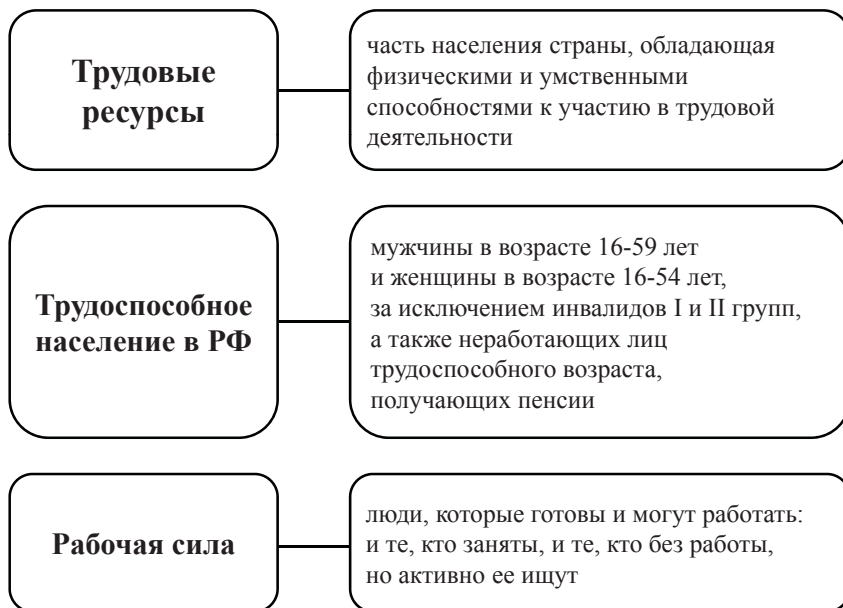 Трудовые
ресурсы
часть населения страны, обладающая
физическими и умственными
способностями к участию в трудовой
деятельности
Трудоспособное
население в РФ
мужчины в возрасте 16-59 лет
и женщины в возрасте 16-54 лет,
за исключением инвалидов I и II групп,
а также неработающих лиц
трудоспособного возраста,
получающих пенсии
Рабочая сила
люди, которые готовы и могут работать:
и те, кто заняты, и те, кто без работы,
но активно ее ищут